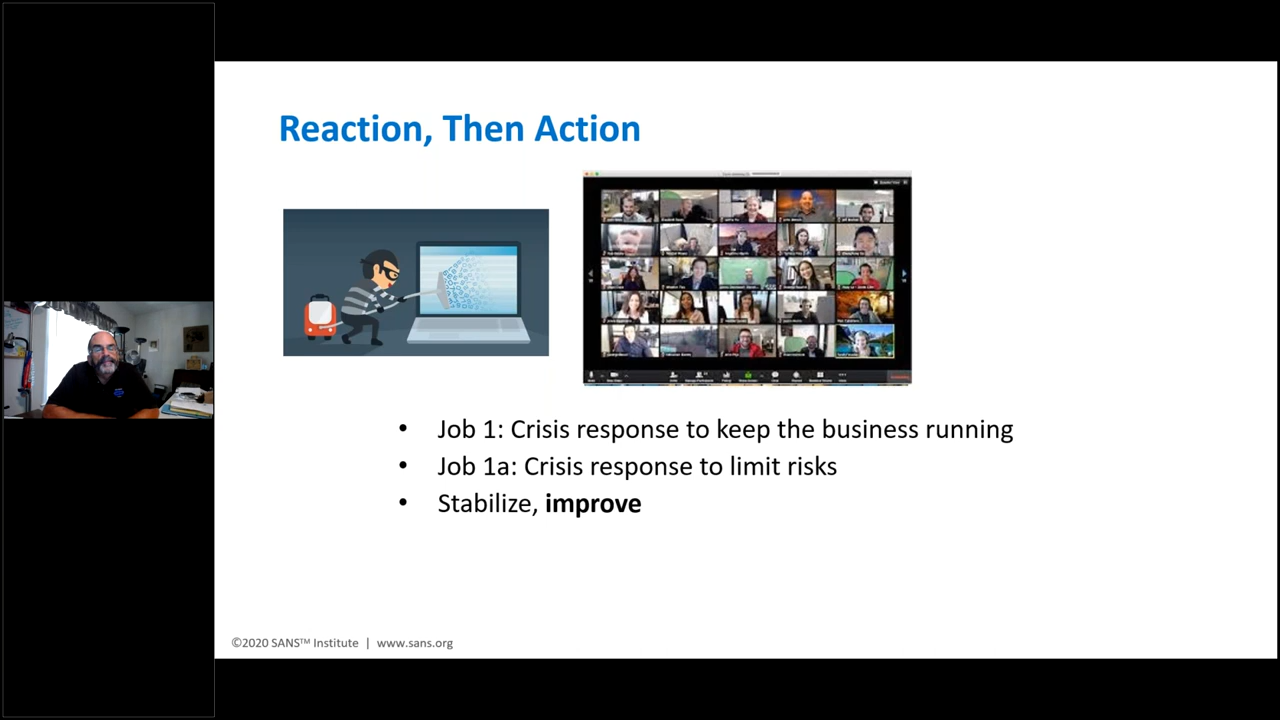 Reaction, Then Action
• Job 1: Crisis response to keep the business running
• Job 1a: Crisis response to limit risks
• Stabilize, improve
©2020 SANS™ Institute | www.sans.org